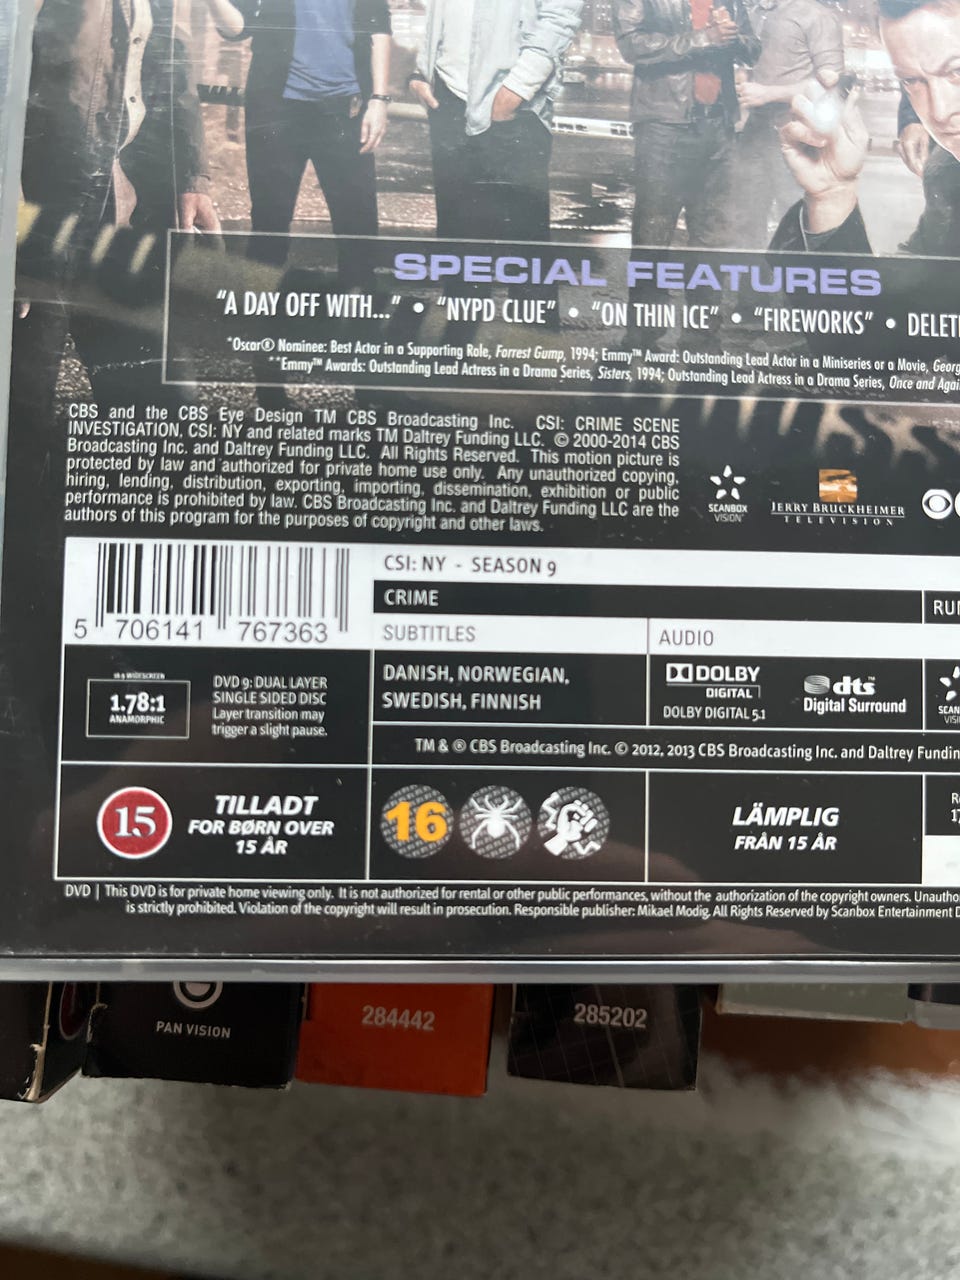 SPECIAL FEATURES
"A DAY OFF WITH..." • "NYPD CLUE" • "ON THIN ICE" • "FIREWORKS" •
*Oscar® Nominee: Best Actor in a Supporting Role, Forrest Gump, 1994; Emmy™ Award: Outstanding Lead Actor in a Miniseries or a Movie,
**Emmy™ Awards: Outstanding Lead Actress in a Drama Series, Sisters, 1994; Outstanding Lead Actress in a Drama Series, Once and
CBS and the CBS Eye Design TM CBS Broadcasting Inc. CSI: CRIME SCENE
INVESTIGATION, CSI: NY and related marks TM Daltrey Funding LLC. © 2000-2014 CBS
Broadcasting Inc. and Daltrey Funding LLC. All Rights Reserved. This motion picture is
protected by law and authorized for private home use only. Any unauthorized copying,
hiring, lending, distribution, exporting, importing, dissemination, exhibition or public
performance is prohibited by law. CBS Broadcasting Inc. and Daltrey Funding LLC are the
authors of this program for the purposes of copyright and other laws.
SCANBOX
VISION
JERRY BRUCKHEIMER
TELEVISION
5 706141 767363
CSI: NY - SEASON 9
CRIME
SUBTITLES
AUDIO
DANISH, NORWEGIAN,
SWEDISH, FINNISH
DOLBY
DIGITAL
DOLBY DIGITAL 5.1
dts™
Digital Surround
16:9 WIDESCREEN
1.78:1
ANAMORPHIC
DVD 9: DUAL LAYER
SINGLE SIDED DISC
Layer transition may
trigger a slight pause.
TM & ® CBS Broadcasting Inc. © 2012, 2013 CBS Broadcasting Inc. and Daltrey
15
TILLADT
FOR BØRN OVER
15 ÅR
16
LÄMPLIG
FRÅN 15 ÅR
DVD | This DVD is for private home viewing only. It is not authorized for rental or other public performances, without the authorization of the copyright owners.
is strictly prohibited. Violation of the copyright will result in prosecution. Responsible publisher: Mikael Modig. All Rights Reserved by Scanbox Entertainment
PAN VISION
284442
285202